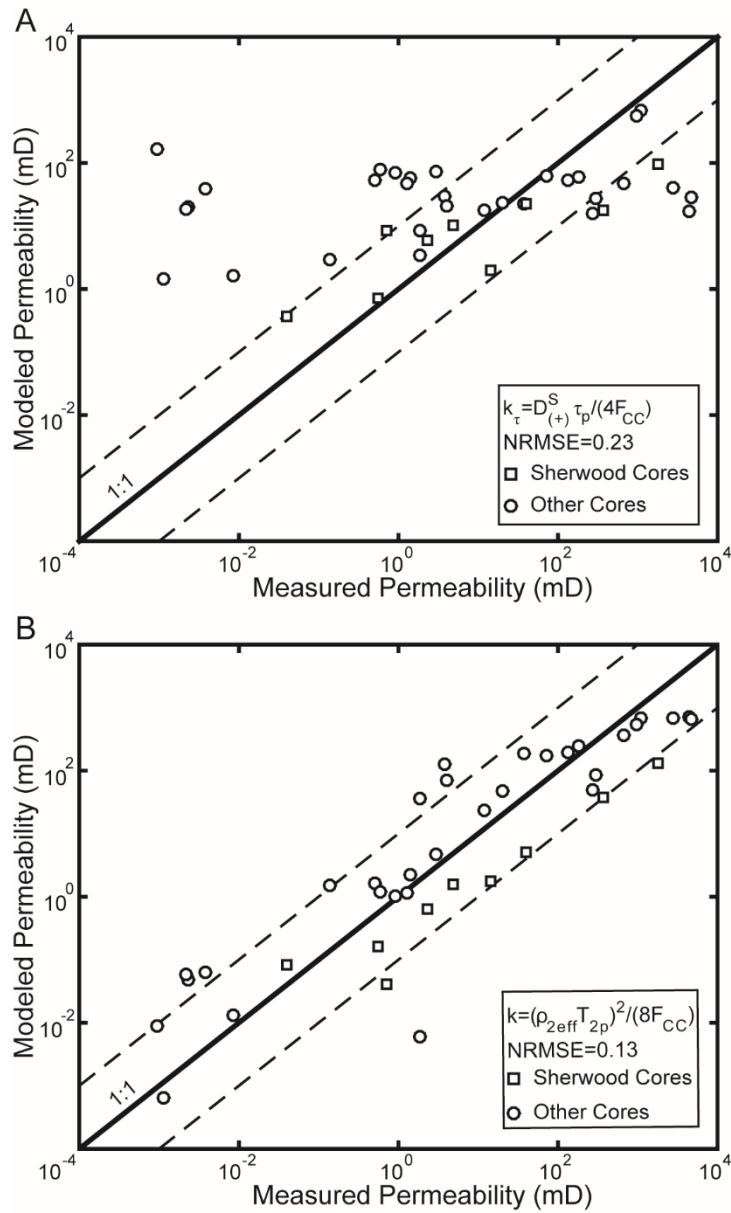 A
10^4
10^2
10^0
10^-2
10^-4
Modeled Permeability (mD)
1:1
k_τ=D^S_(+) τ_p/(4F_CC)
NRMSE=0.23
Sherwood Cores
Other Cores
10^-4 10^-2 10^0 10^2 10^4
Measured Permeability (mD)
B
10^4
10^2
10^0
10^-2
10^-4
Modeled Permeability (mD)
1:1
k=(ρ_2eff T_2p)^2/(8F_CC)
NRMSE=0.13
Sherwood Cores
Other Cores
10^-4 10^-2 10^0 10^2 10^4
Measured Permeability (mD)